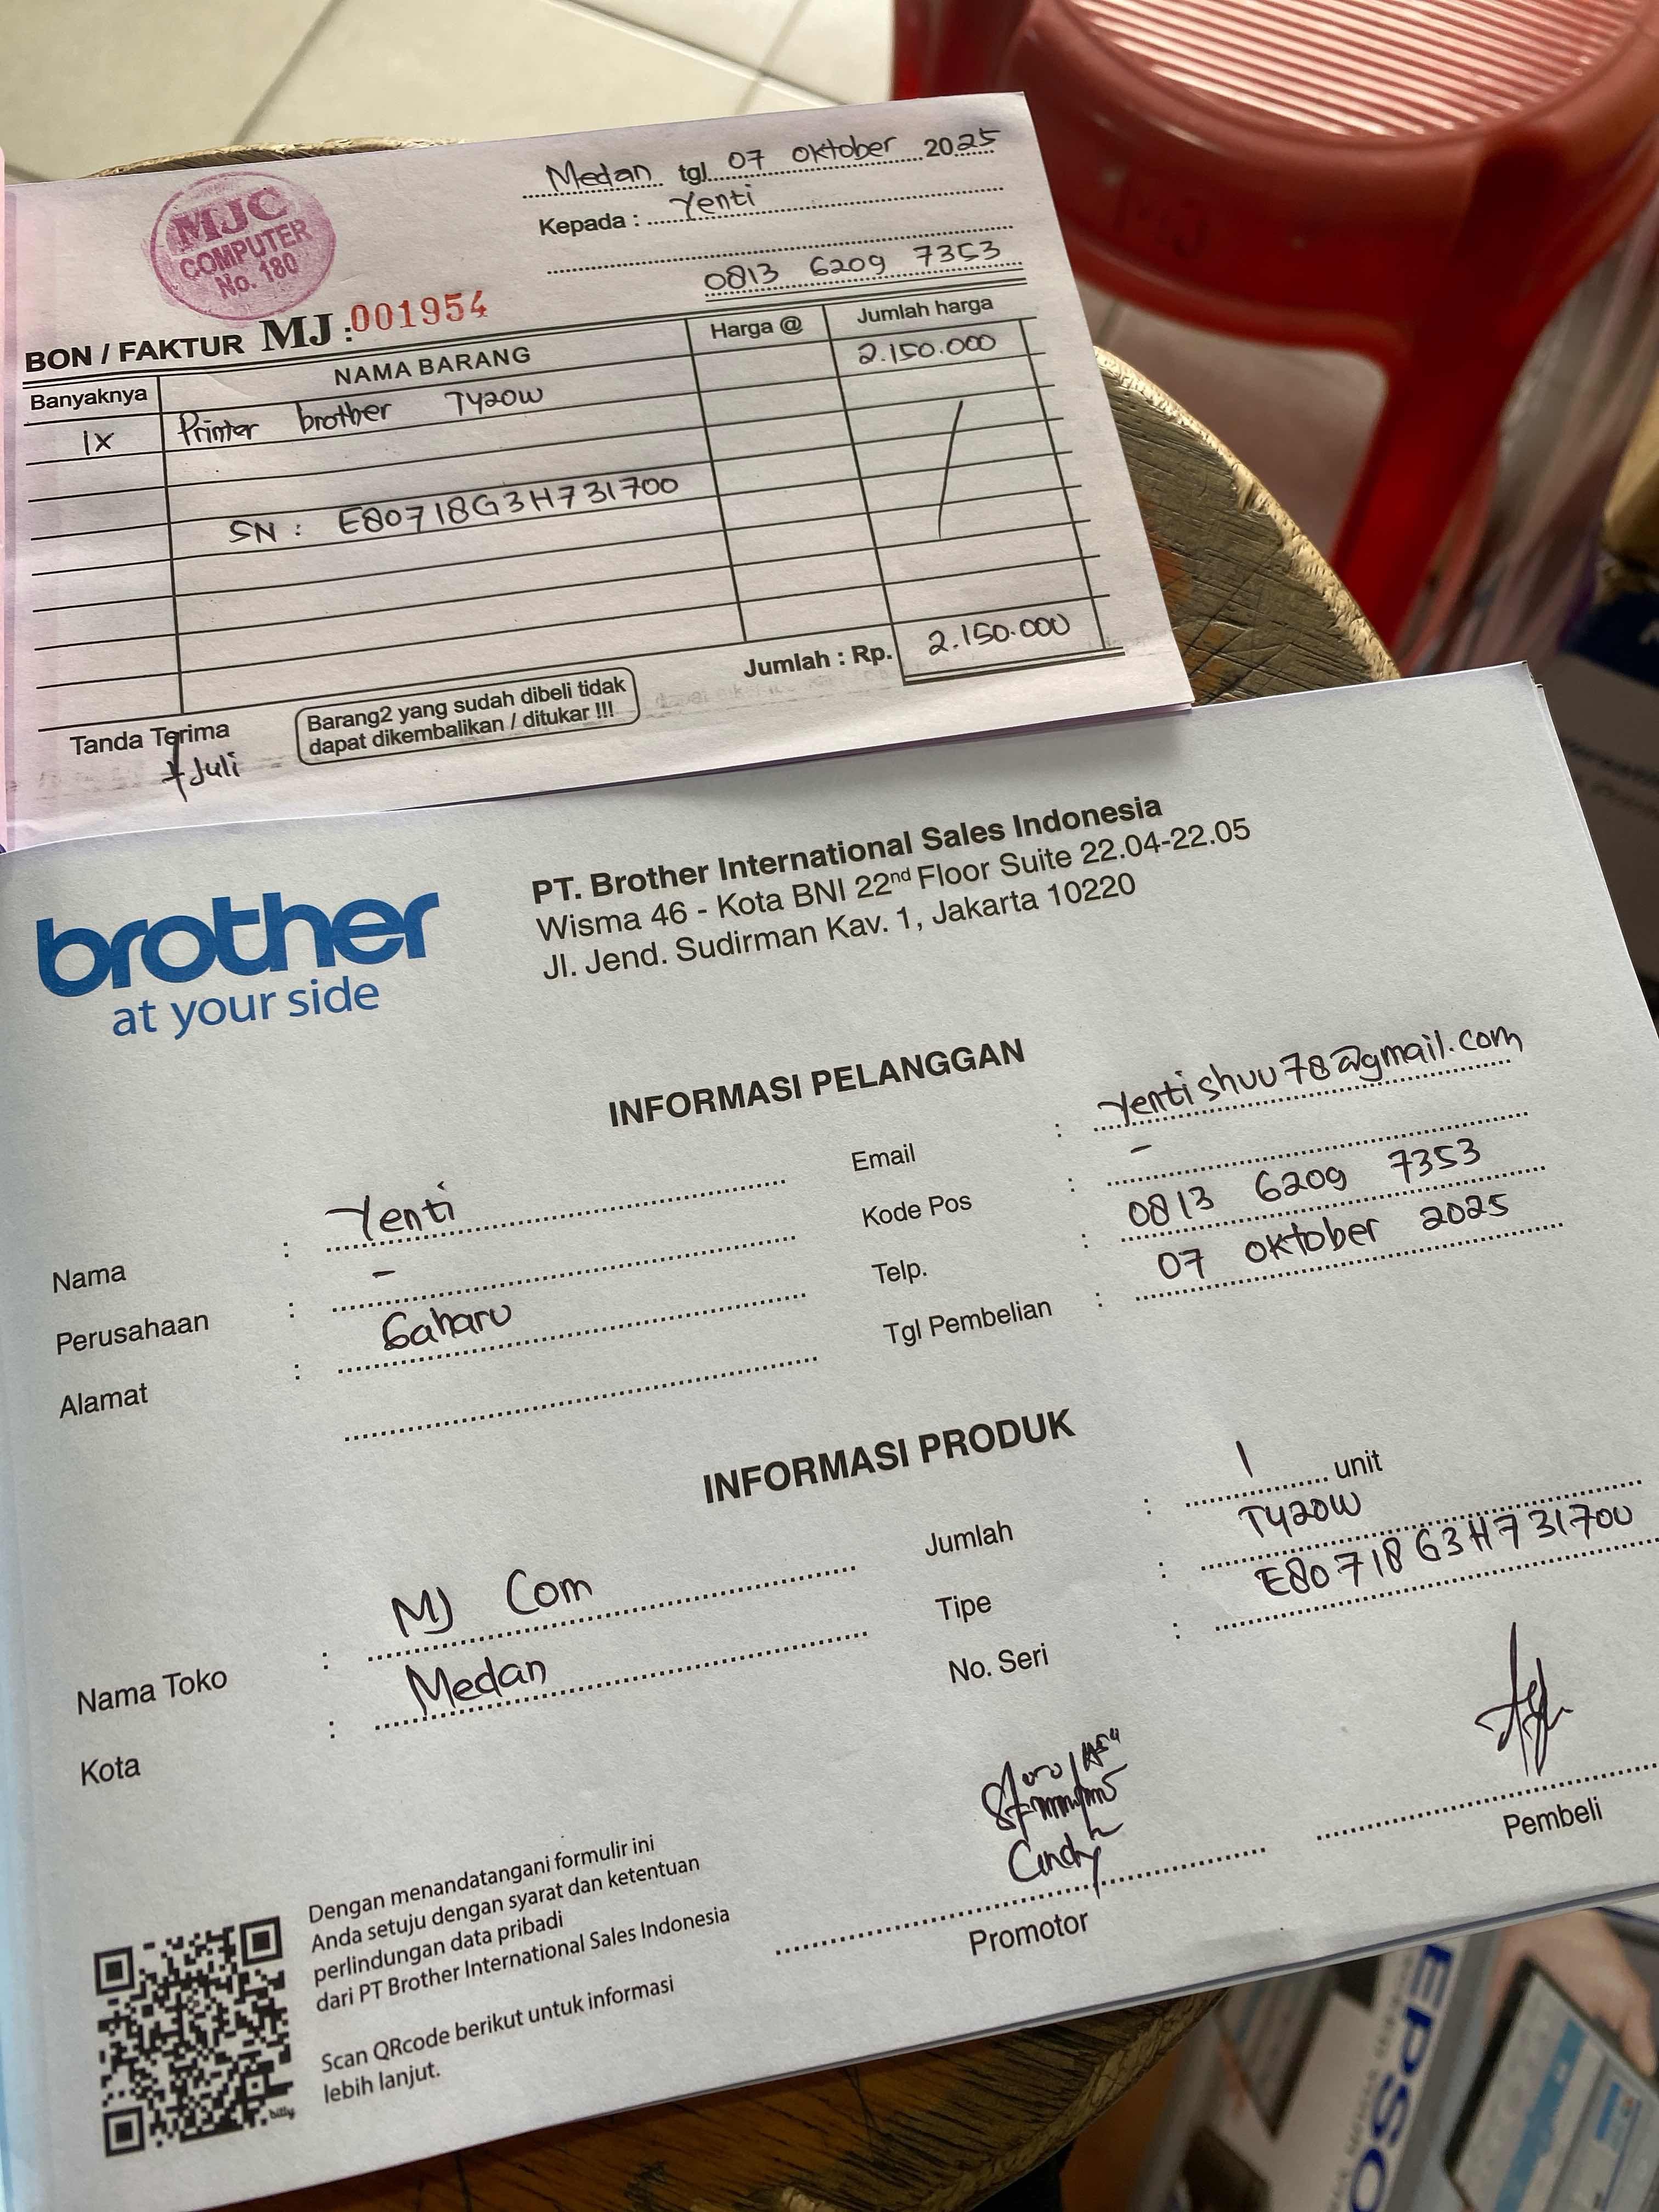 Medan tgl. 07 Oktober 2025
Kepada : Yenti
0813 6209 7353
MJC
COMPUTER
No. 180
BON / FAKTUR MJ : 001954
Banyaknya NAMA BARANG Harga @ Jumlah harga
1x Printer brother T420W 2.150.000
SN : E80718G3H731700
Jumlah : Rp. 2.150.000
Tanda Terima
Juli
Barang2 yang sudah dibeli tidak
dapat dikembalikan / ditukar !!!
brother
at your side
PT. Brother International Sales Indonesia
Wisma 46 - Kota BNI 22nd Floor Suite 22.04-22.05
Jl. Jend. Sudirman Kav. 1, Jakarta 10220
INFORMASI PELANGGAN
Nama : Yenti
Perusahaan : -
Alamat : Gaharu
Email : Yentishuu78@gmail.com
Kode Pos : -
Telp. : 0813 6209 7353
Tgl Pembelian : 07 Oktober 2025
INFORMASI PRODUK
Nama Toko : MJ Com
Kota : Medan
Jumlah : 1 unit
Tipe : T420W
No. Seri : E80718G3H731700
Cindy
Promotor
Pembeli
Dengan menandatangani formulir ini
Anda setuju dengan syarat dan ketentuan
perlindungan data pribadi
dari PT Brother International Sales Indonesia
Scan QRcode berikut untuk informasi
lebih lanjut.
billy
EPSO